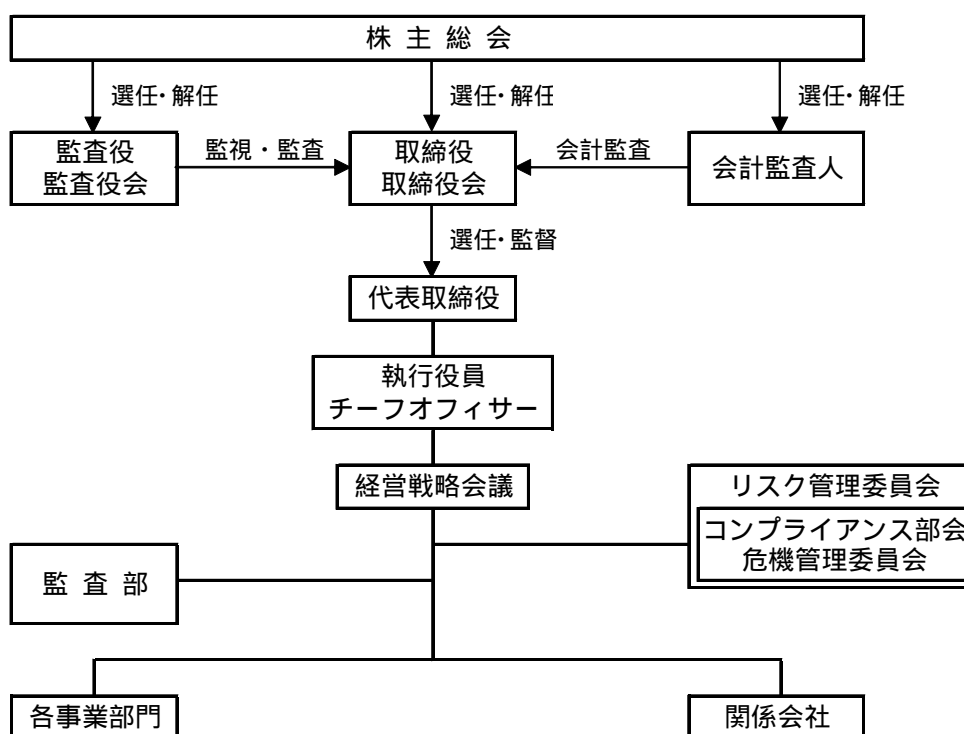 株 主 総 会
選任・解任
選任・解任
選任・解任
監査役
監査役会
監視・監査
取締役
取締役会
会計監査
会計監査人
選任・監督
代表取締役
執行役員
チーフオフィサー
経営戦略会議
リスク管理委員会
コンプライアンス部会
危機管理委員会
監 査 部
各事業部門
関係会社